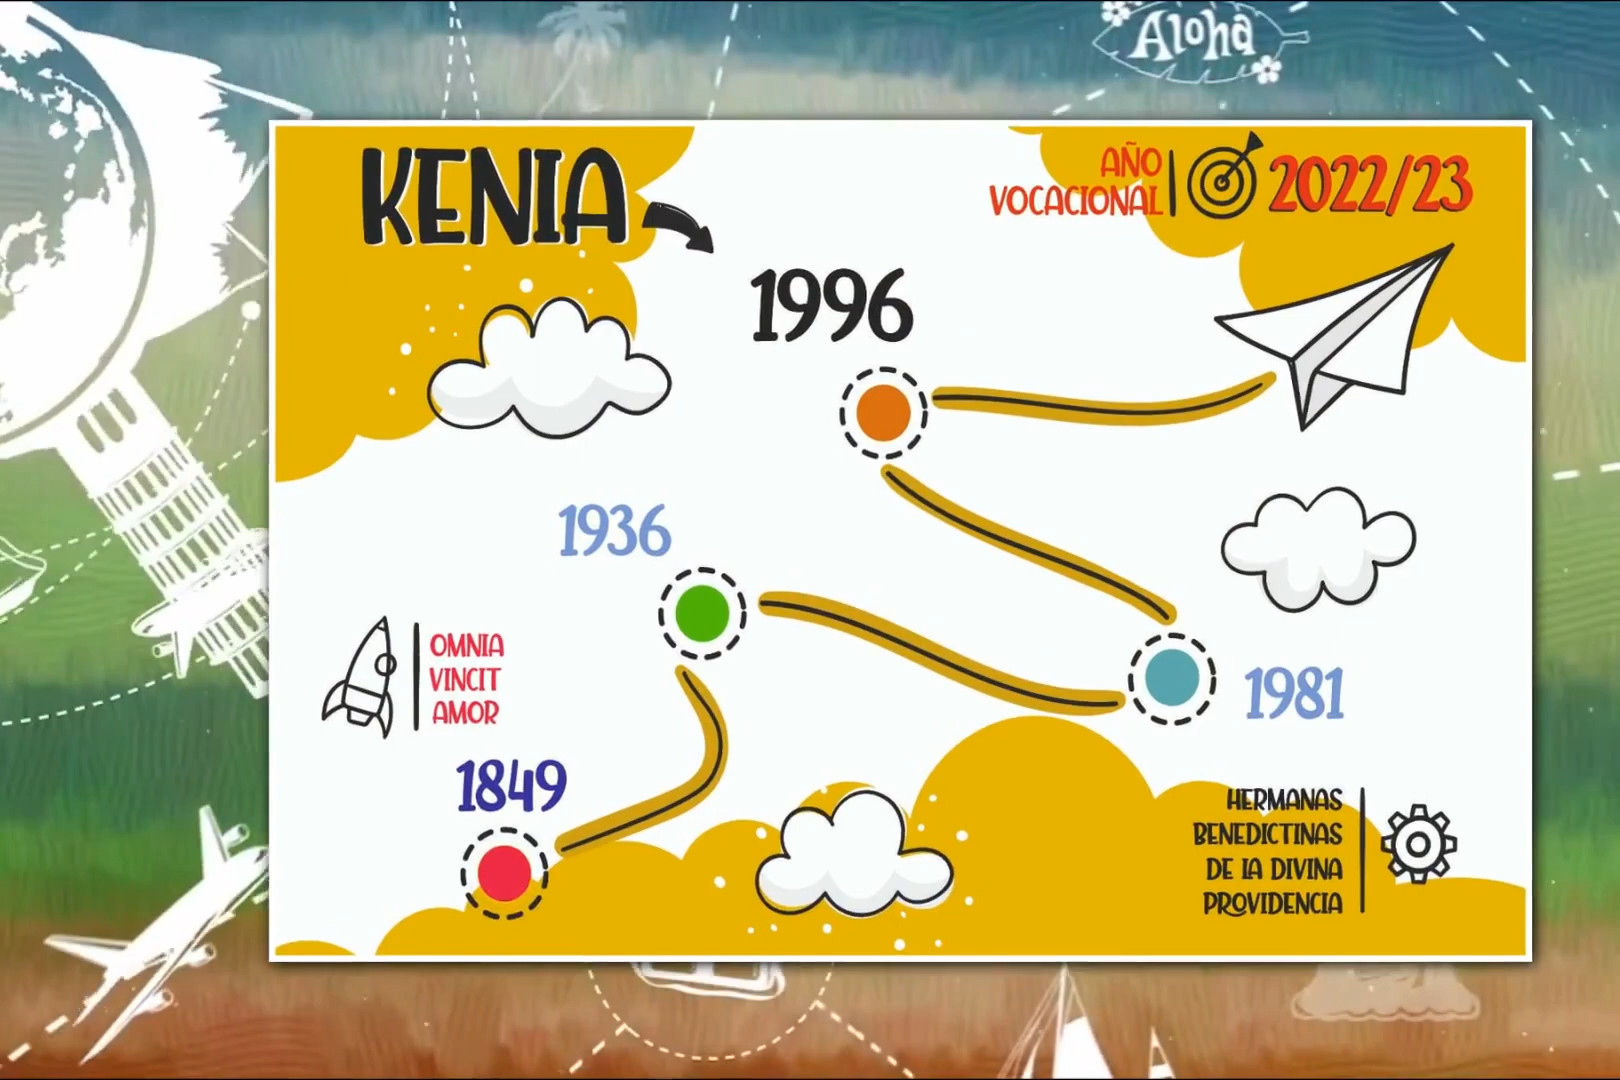 Aloha
KENIA
AÑO
VOCACIONAL
2022/23
1996
1936
OMNIA
VINCIT
AMOR
1981
1849
HERMANAS
BENEDICTINAS
DE LA DIVINA
PROVIDENCIA